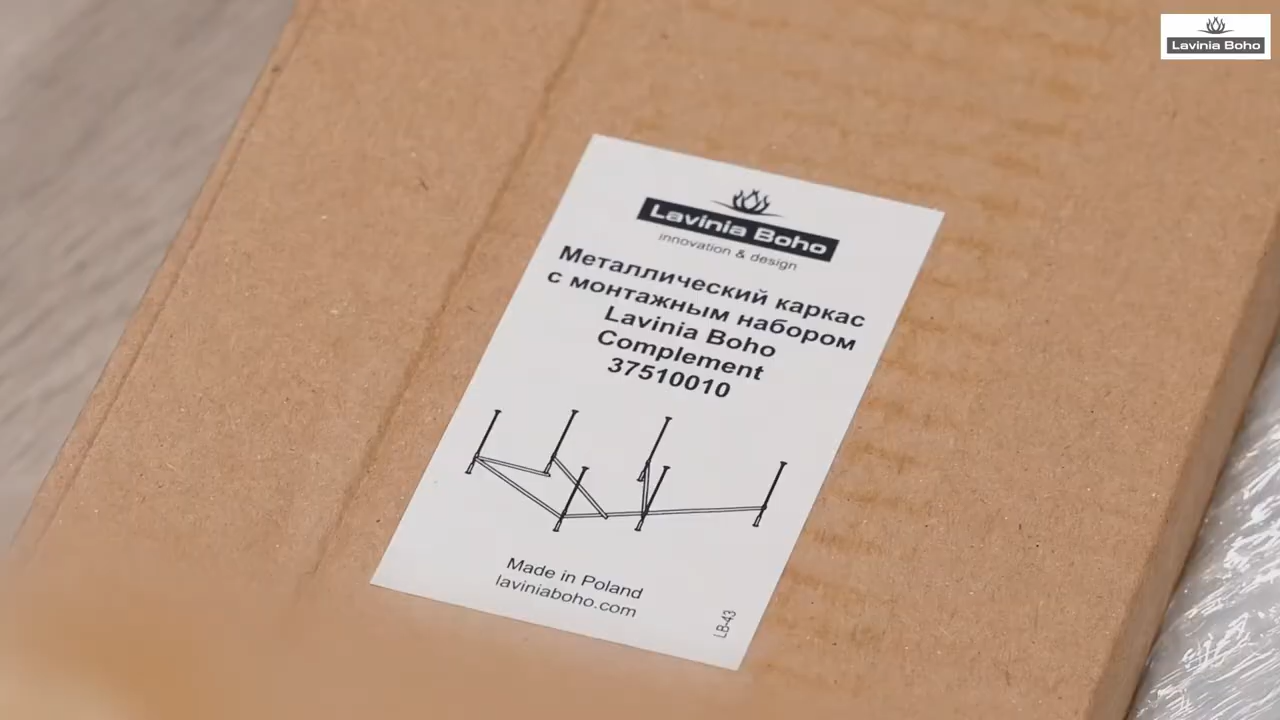 Lavinia Boho
Lavinia Boho
innovation & design
Металлический каркас
с монтажным набором
Lavinia Boho
Complement
37510010
Made in Poland
laviniaboho.com
LB-43